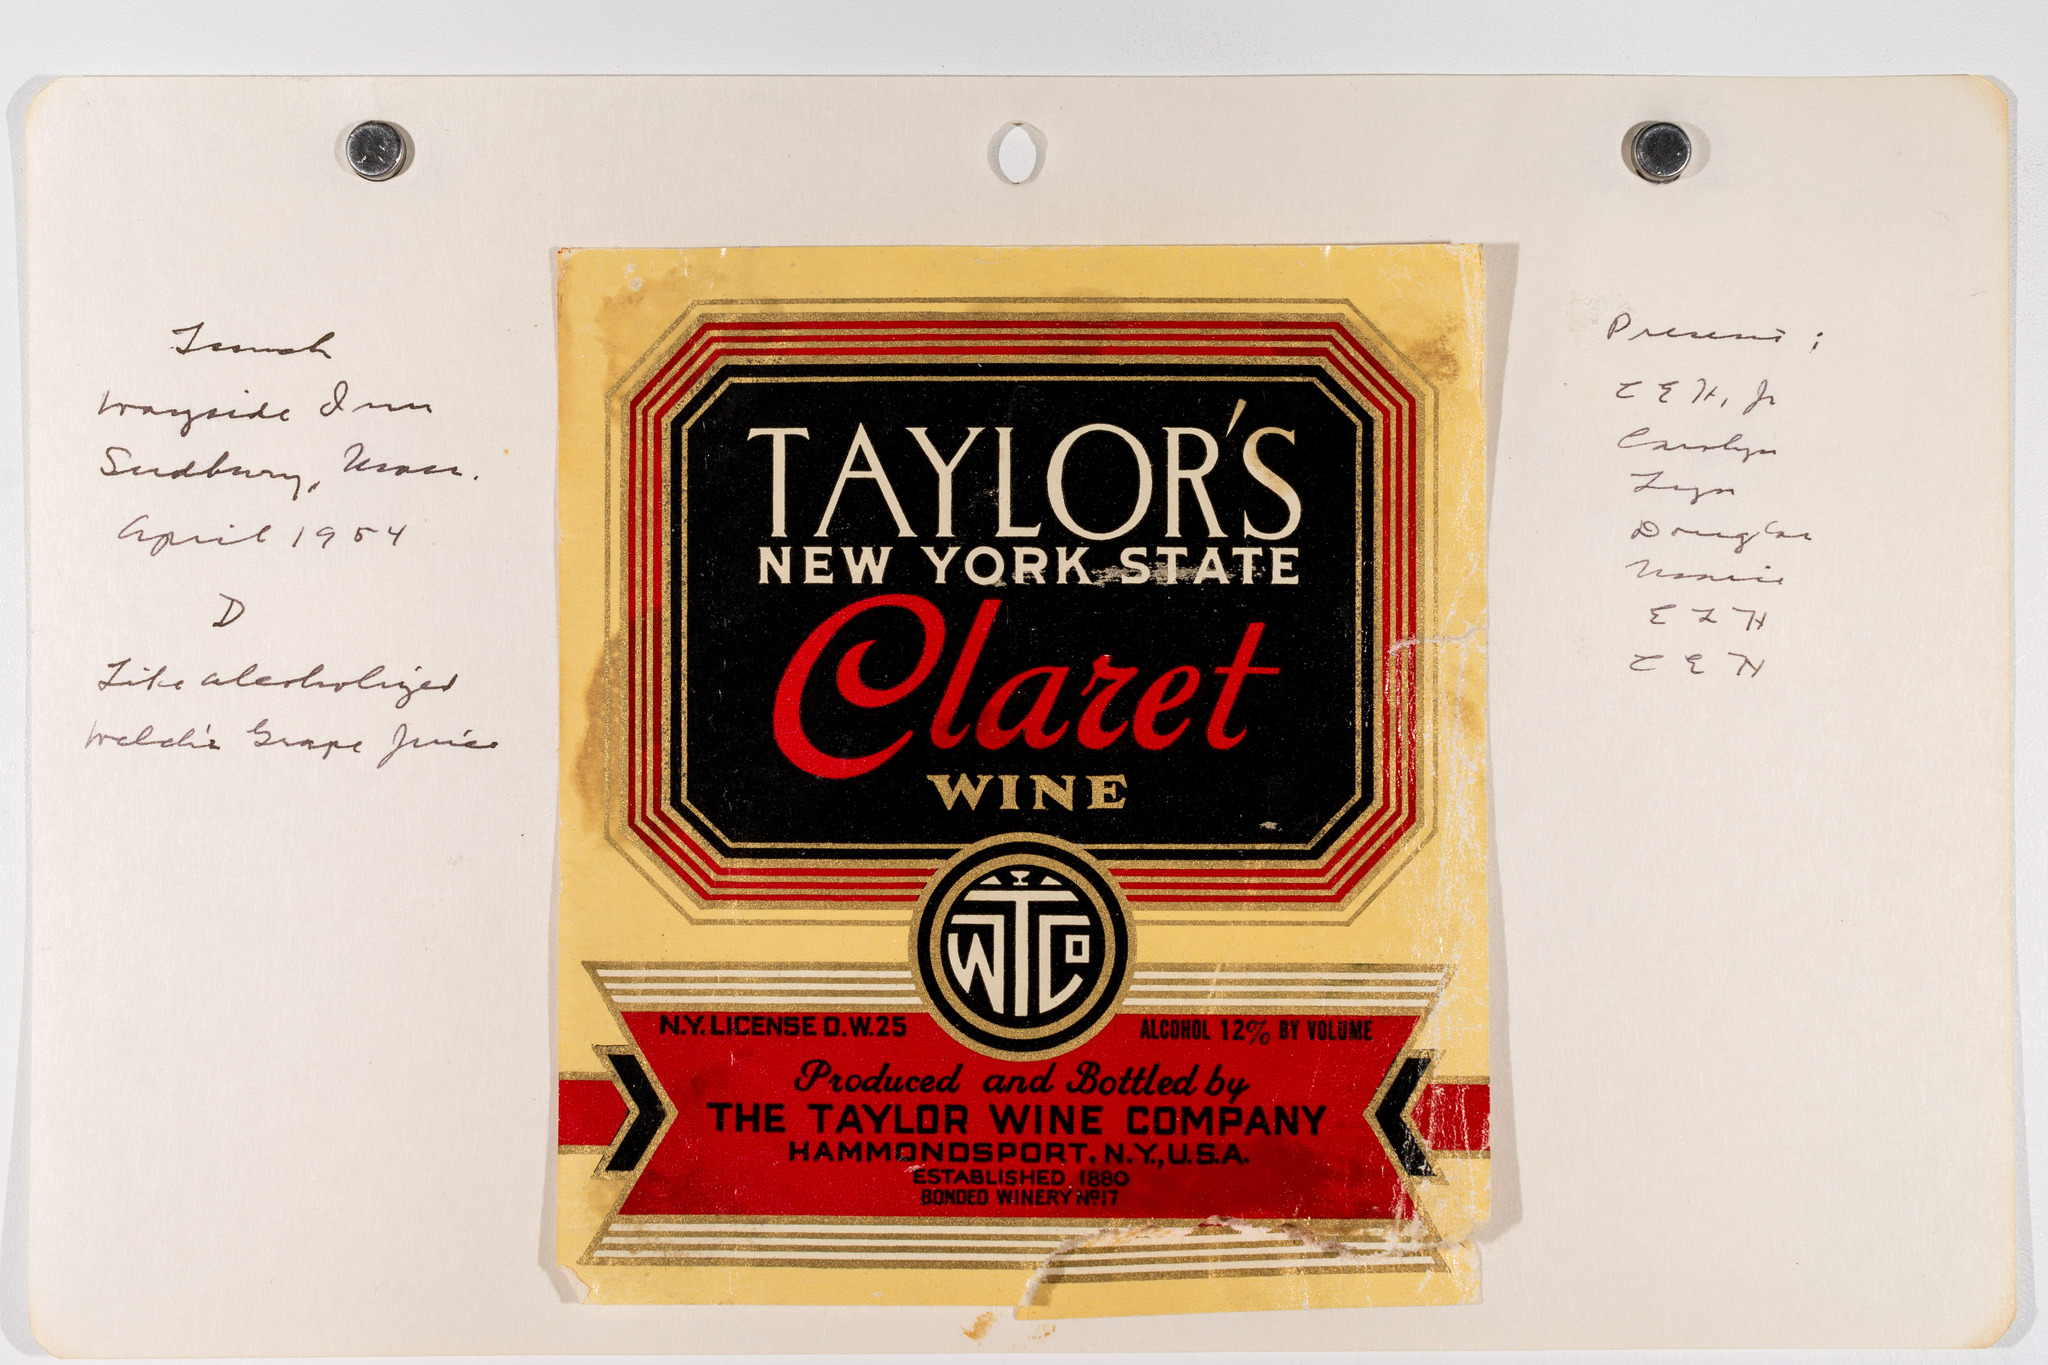 Lunch
Wayside Inn
Sudbury, Mass.
April 1954
D
Like alcoholized
Welch's Grape Juice
TAYLOR'S
NEW YORK STATE
Claret
WINE
TWCo
N.Y. LICENSE D.W.25
ALCOHOL 12% BY VOLUME
Produced and Bottled by
THE TAYLOR WINE COMPANY
HAMMONDSPORT, N.Y., U.S.A.
ESTABLISHED 1880
BONDED WINERY Nº17
Present:
C E H, Jr
Carolyn
Lyn
Douglas
E L H
C E H